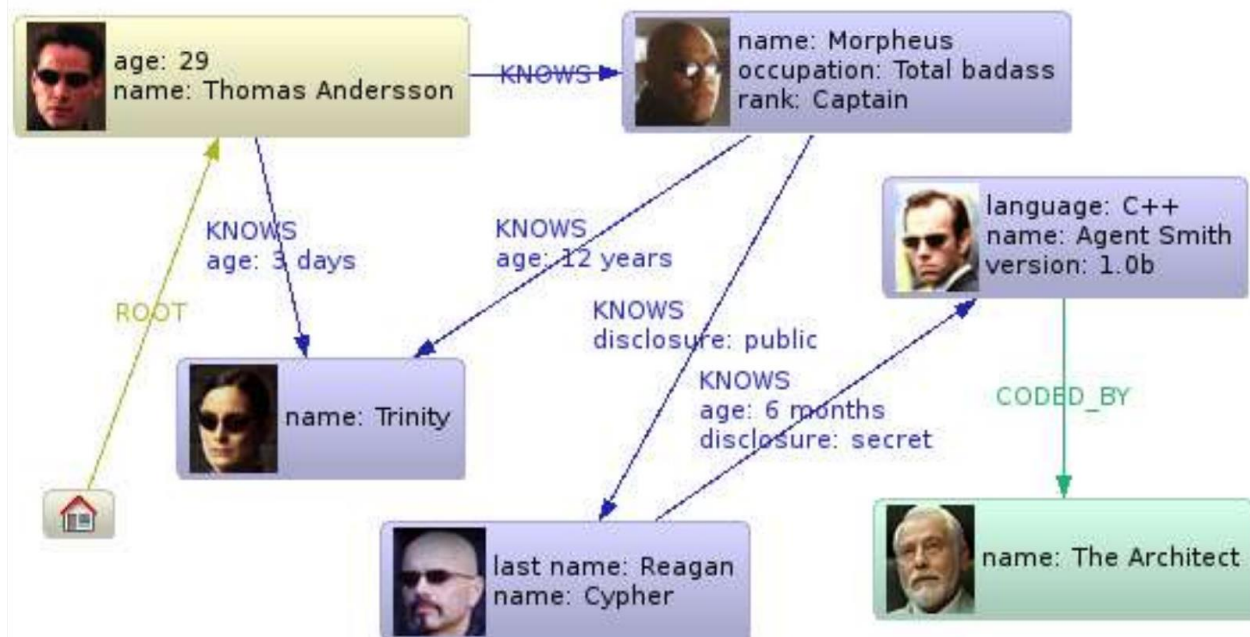 age: 29
name: Thomas Andersson
KNOWS
name: Morpheus
occupation: Total badass
rank: Captain
language: C++
name: Agent Smith
version: 1.0b
KNOWS
age: 3 days
KNOWS
age: 12 years
ROOT
KNOWS
disclosure: public
KNOWS
age: 6 months
disclosure: secret
CODED_BY
name: Trinity
last name: Reagan
name: Cypher
name: The Architect